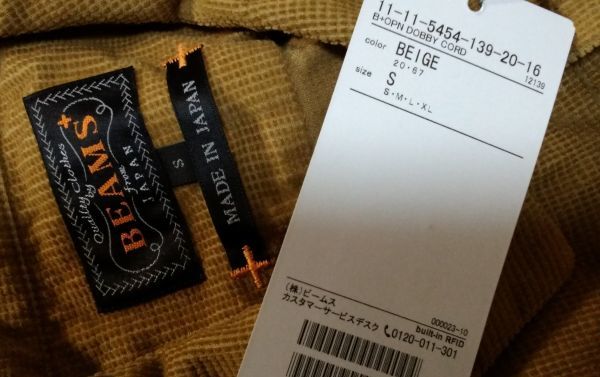 Quality Clothes
by
BEAMS+
from
JAPAN
S
MADE IN JAPAN
11-11-5454-139-20-16
B+OPN DOBBY CORD
12139
color BEIGE
20・67
size S
S・M・L・XL
000023-10
built-in RFID
(株)ビームス
カスタマーサービスデスク 0120-011-301